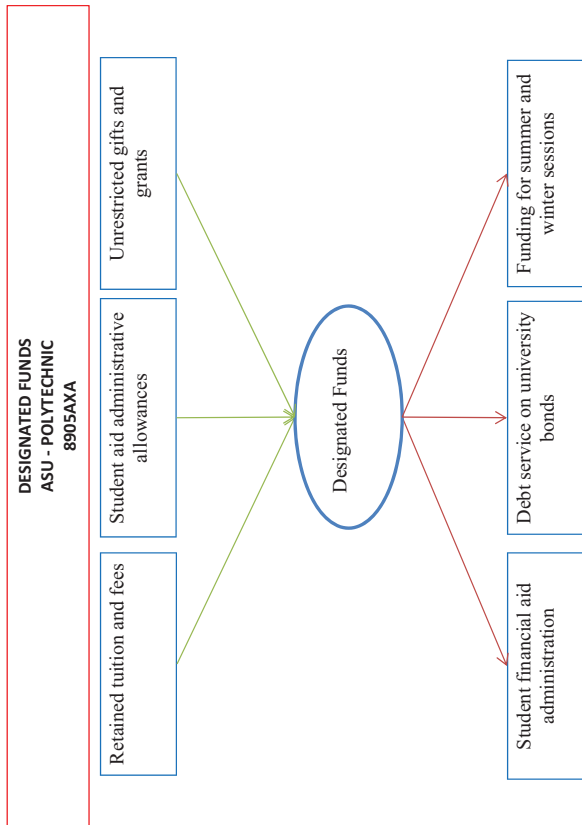 DESIGNATED FUNDS
ASU - POLYTECHNIC
8905AXA
Retained tuition and fees
Student aid administrative
allowances
Unrestricted gifts and
grants
Designated Funds
Student financial aid
administration
Debt service on university
bonds
Funding for summer and
winter sessions